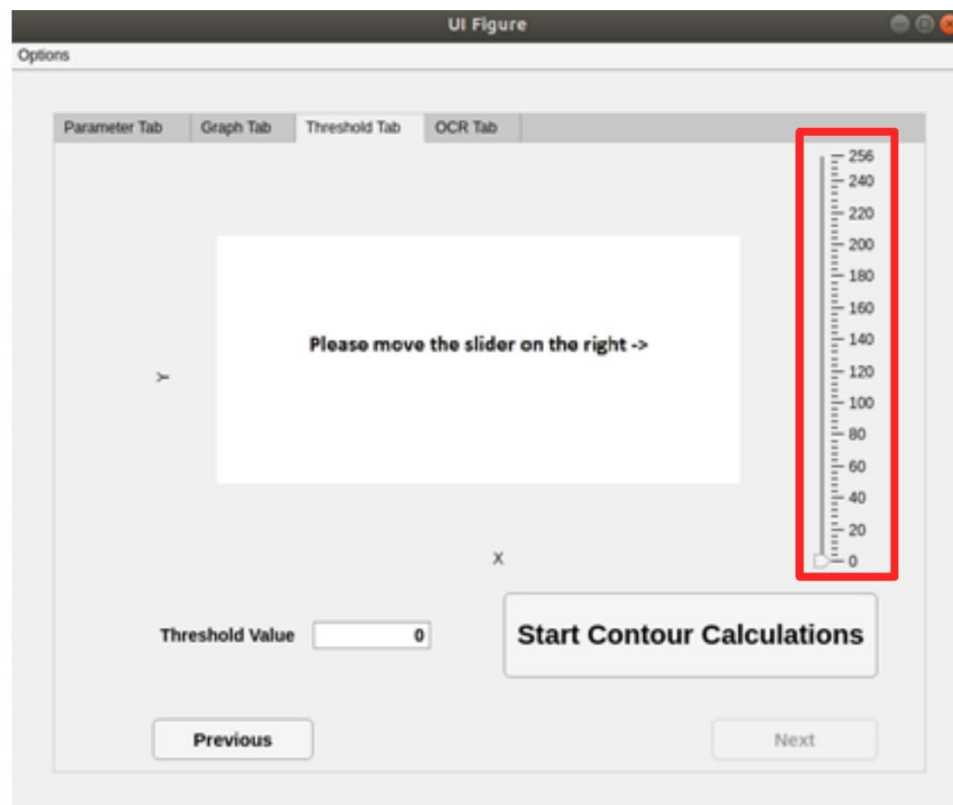 UI Figure
Options
Parameter Tab Graph Tab Threshold Tab OCR Tab
256
240
220
200
180
160
140
120
100
80
60
40
20
0
Please move the slider on the right ->
Y
X
Threshold Value 0
Start Contour Calculations
Previous Next